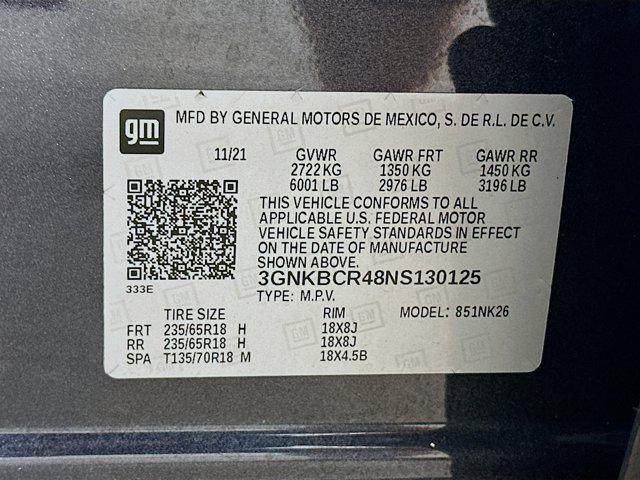 gm MFD BY GENERAL MOTORS DE MEXICO, S. DE R.L. DE C.V.
11/21 GVWR GAWR FRT GAWR RR
2722 KG 1350 KG 1450 KG
6001 LB 2976 LB 3196 LB
THIS VEHICLE CONFORMS TO ALL
APPLICABLE U.S. FEDERAL MOTOR
VEHICLE SAFETY STANDARDS IN EFFECT
ON THE DATE OF MANUFACTURE
SHOWN ABOVE.
3GNKBCR48NS130125
333E TYPE: M.P.V.
TIRE SIZE RIM MODEL: 851NK26
FRT 235/65R18 H 18X8J
RR 235/65R18 H 18X8J
SPA T135/70R18 M 18X4.5B